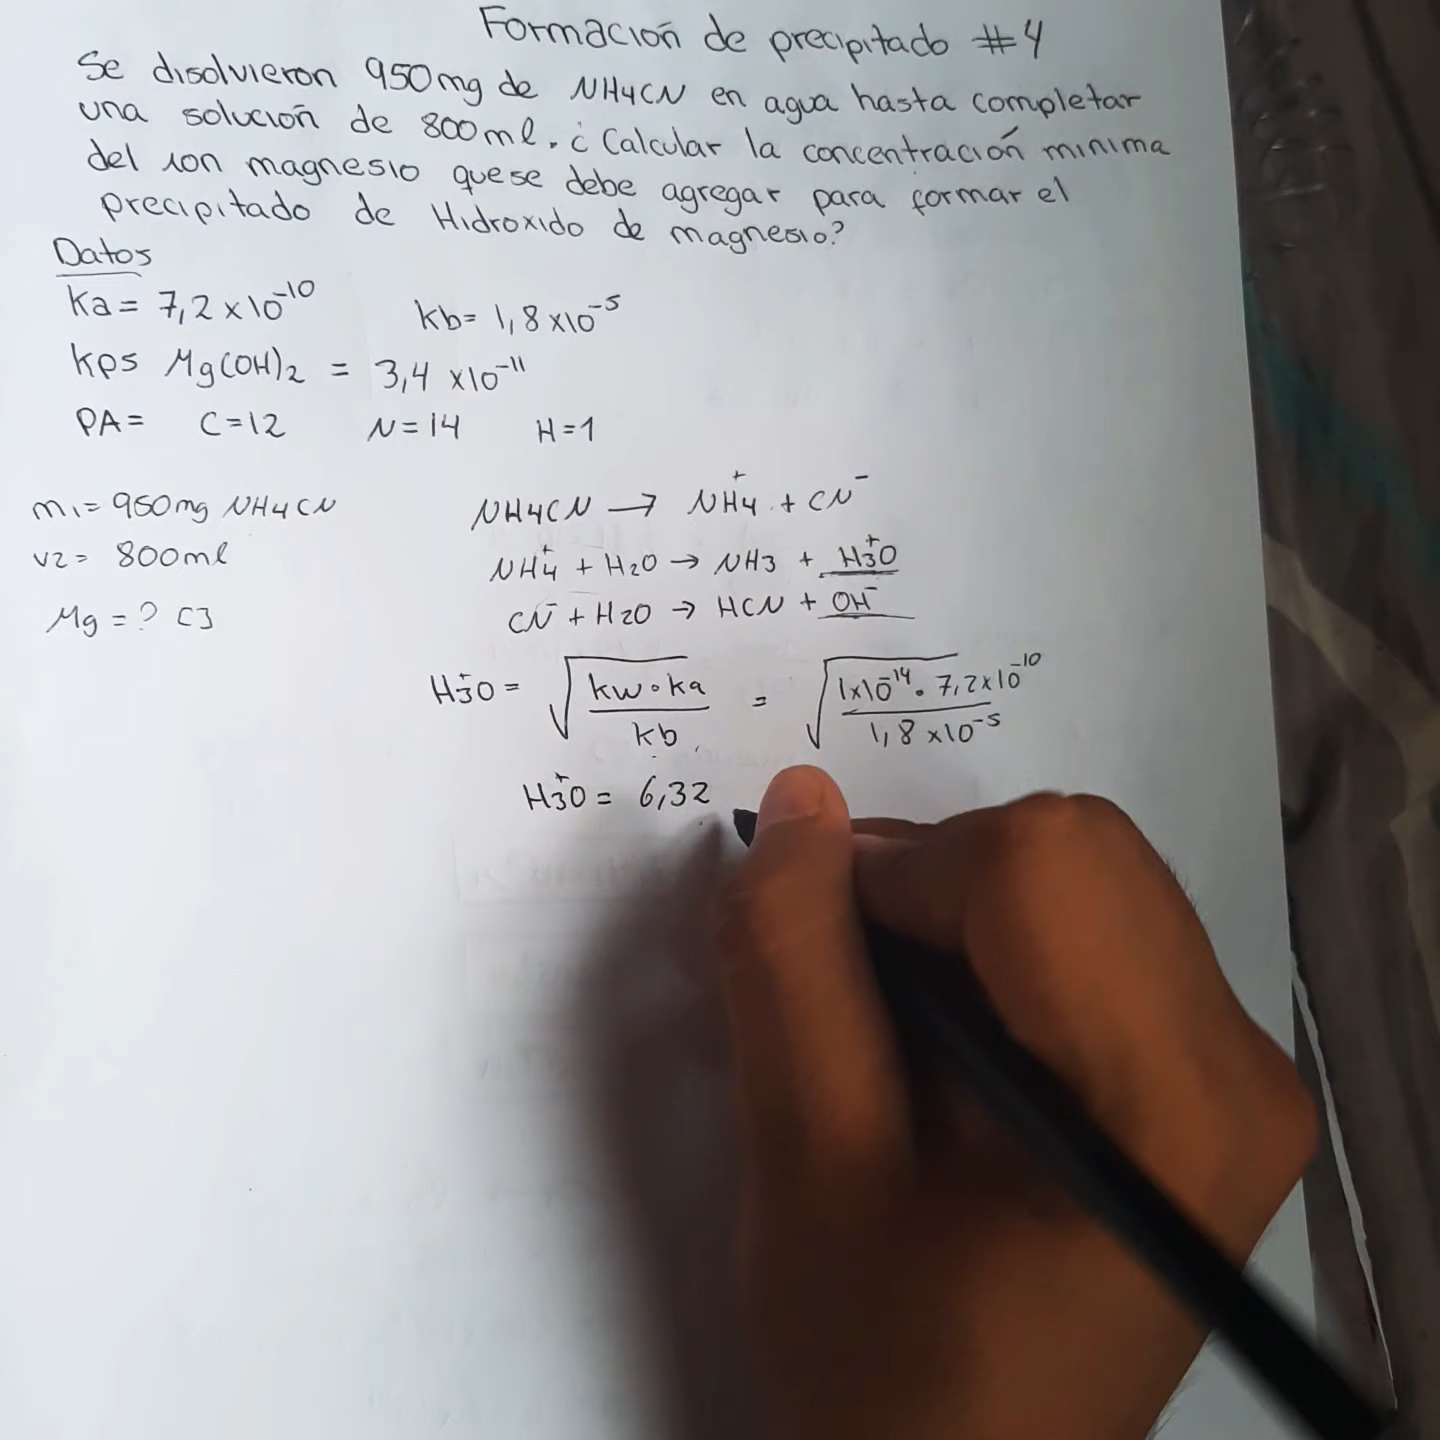 Formación de precipitado #4
Se disolvieron 950mg de NH4CN en agua hasta completar
una solución de 800ml. ¿ Calcular la concentración minima
del ion magnesio que se debe agregar para formar el
precipitado de Hidroxido de magnesio?
Datos
Ka = 7,2 x 10⁻¹⁰ kb = 1,8 x10⁻⁵
kps Mg(OH)₂ = 3,4 x10⁻¹¹
PA = C=12 N=14 H=1
m₁= 950mg NH4CN NH4CN → NH4⁺ + CN⁻
v2= 800ml NH4⁺ + H2O → NH3 + H3O⁺
Mg = ? [] CN⁻ + H2O → HCN + OH⁻
H3O⁺ = √(kw • ka / kb) = √(1x10⁻¹⁴ • 7,2x10⁻¹⁰ / 1,8 x10⁻⁵)
H3O⁺ = 6,32